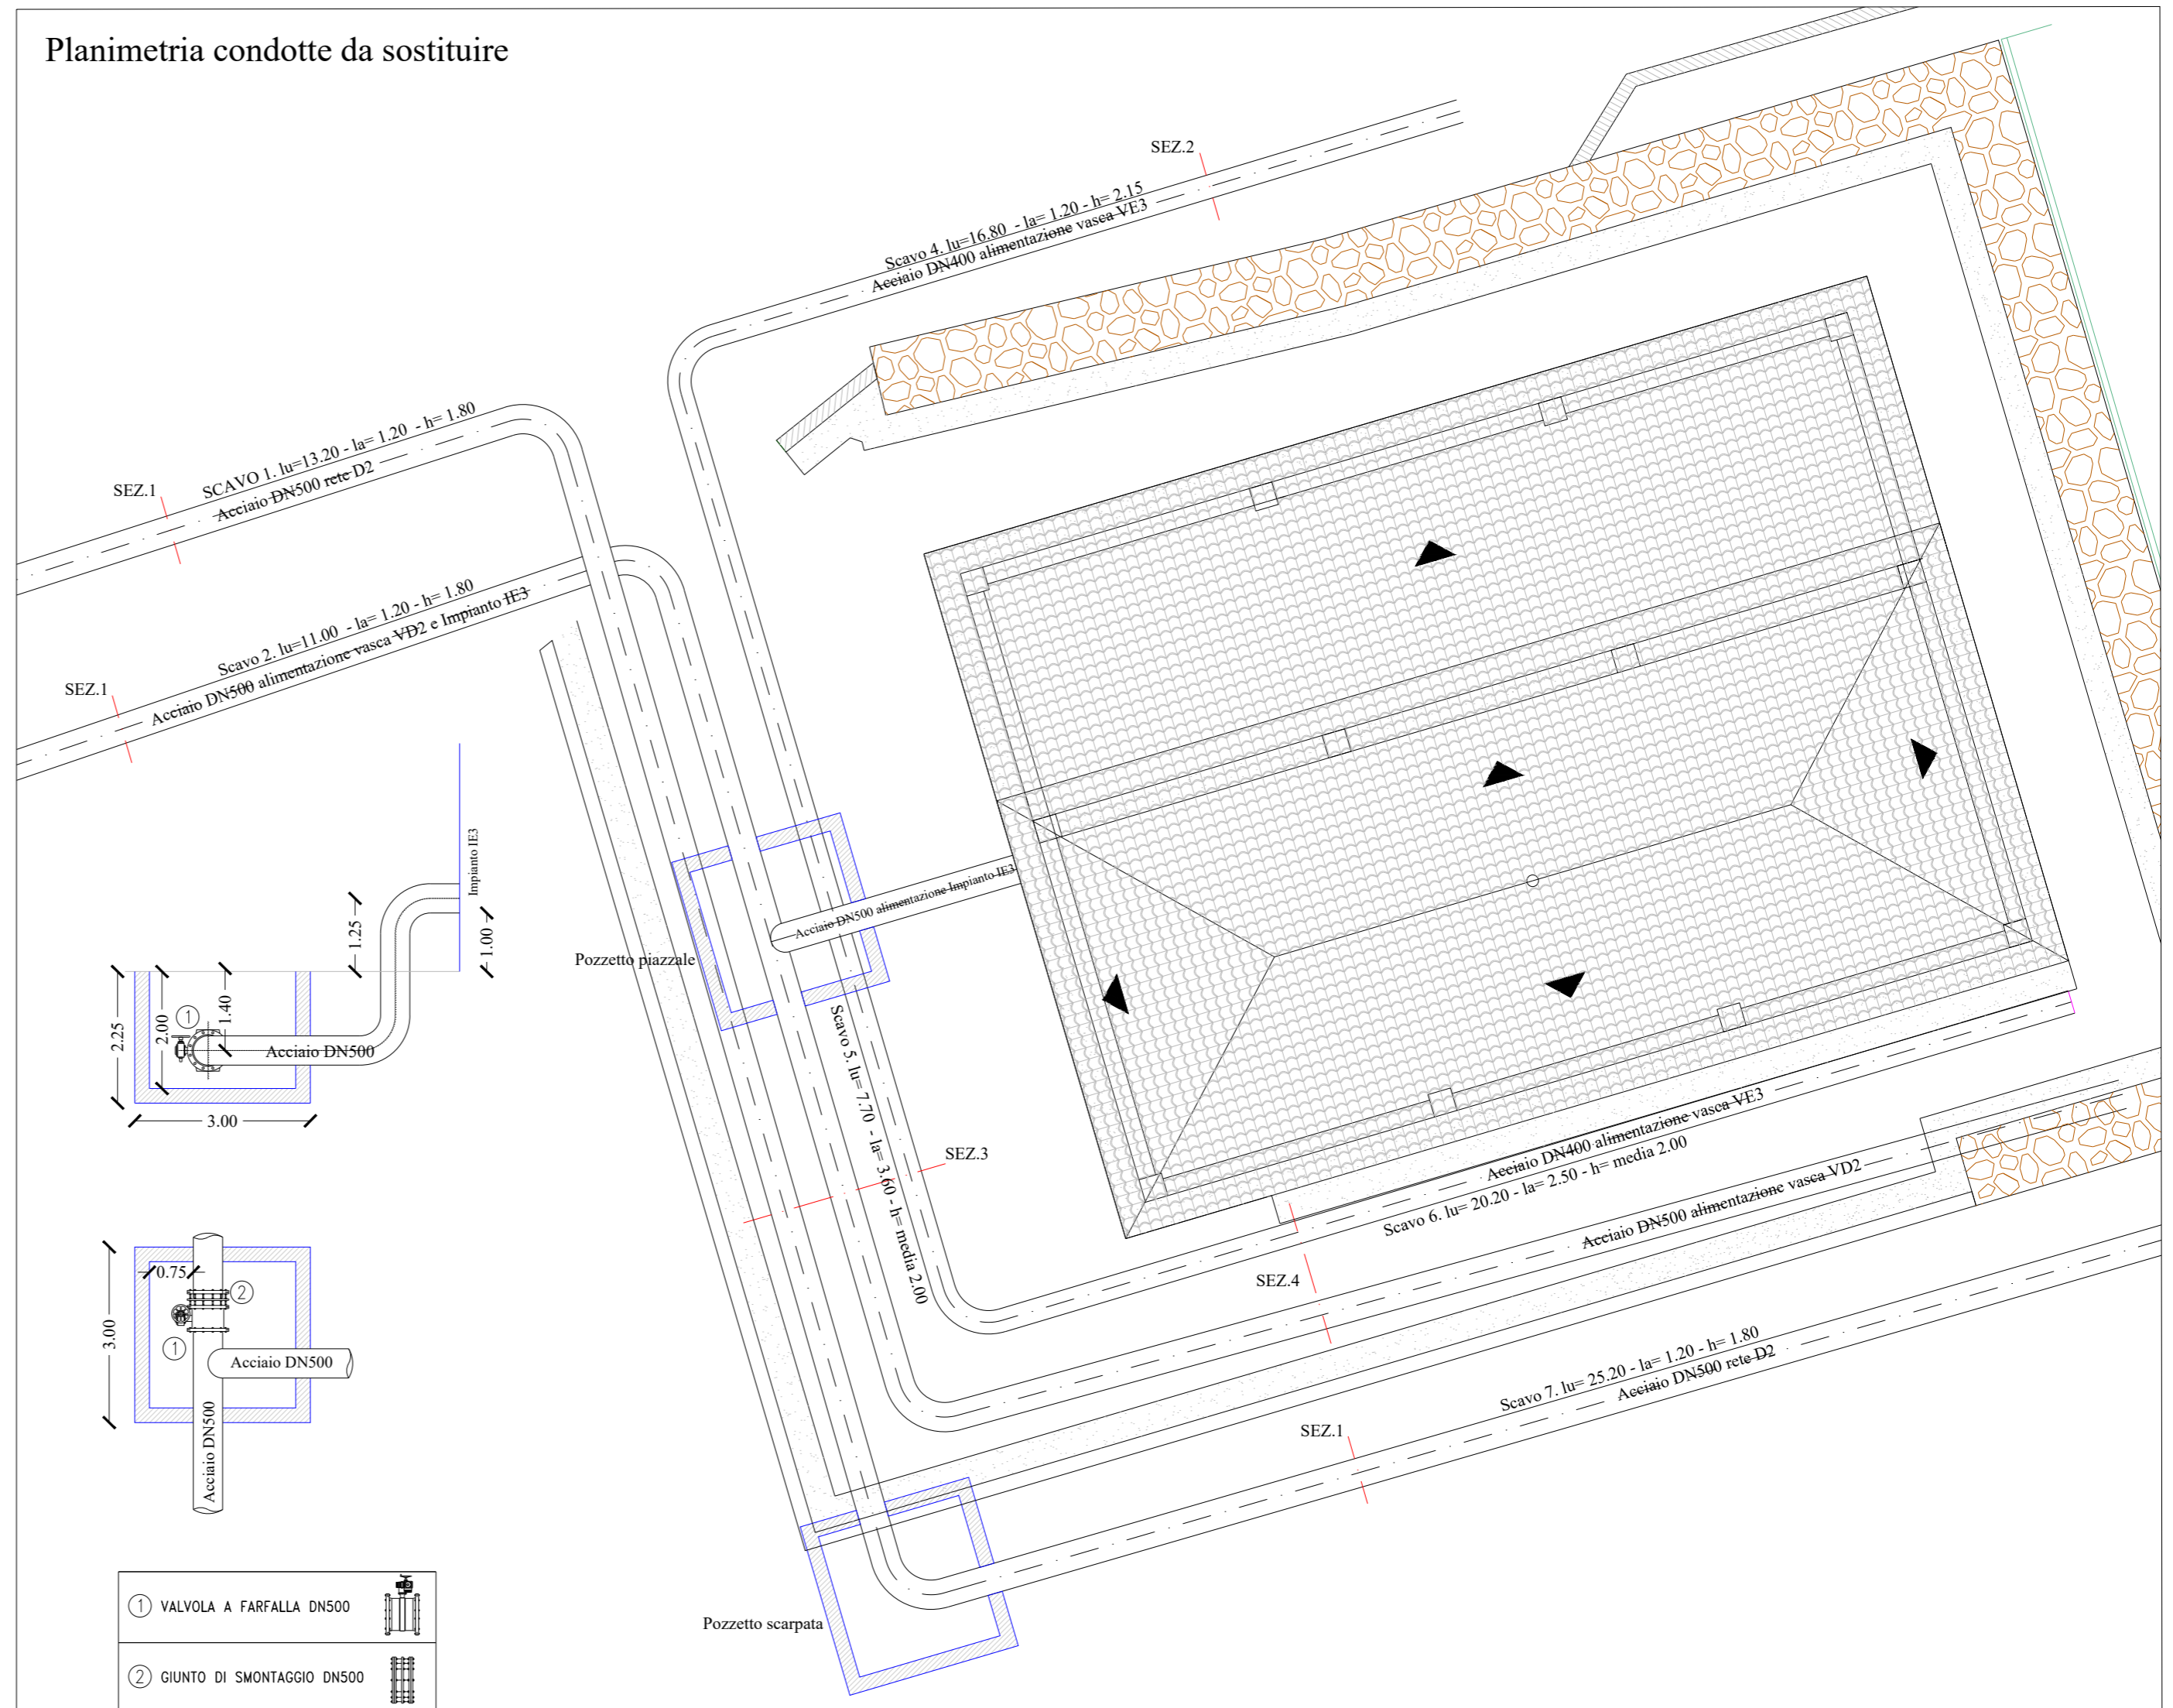 Planimetria condotte da sostituire
SEZ.2
Scavo 4. lu=16.80 - la= 1.20 - h= 2.15
Acciaio DN400 alimentazione vasca VE3
SEZ.1
SCAVO 1. lu=13.20 - la= 1.20 - h= 1.80
Acciaio DN500 rete D2
SEZ.1
Scavo 2. lu=11.00 - la= 1.20 - h= 1.80
Acciaio DN500 alimentazione vasca VD2 e Impianto IE3
Impianto IE3
1.25
1.00
2.25
2.00
1.40
1
Acciaio DN500
3.00
Pozzetto piazzale
Acciaio DN500 alimentazione Impianto IE3
Scavo 5. lu= 7.70 - la= 3.60 - h= media 2.00
SEZ.3
Acciaio DN400 alimentazione vasca VE3
Scavo 6. lu= 20.20 - la= 2.50 - h= media 2.00
SEZ.4
Acciaio DN500 alimentazione vasca VD2
Scavo 7. lu= 25.20 - la= 1.20 - h= 1.80
Acciaio DN500 rete D2
SEZ.1
0.75
2
3.00
1
Acciaio DN500
Acciaio DN500
Pozzetto scarpata
1 VALVOLA A FARFALLA DN500
2 GIUNTO DI SMONTAGGIO DN500